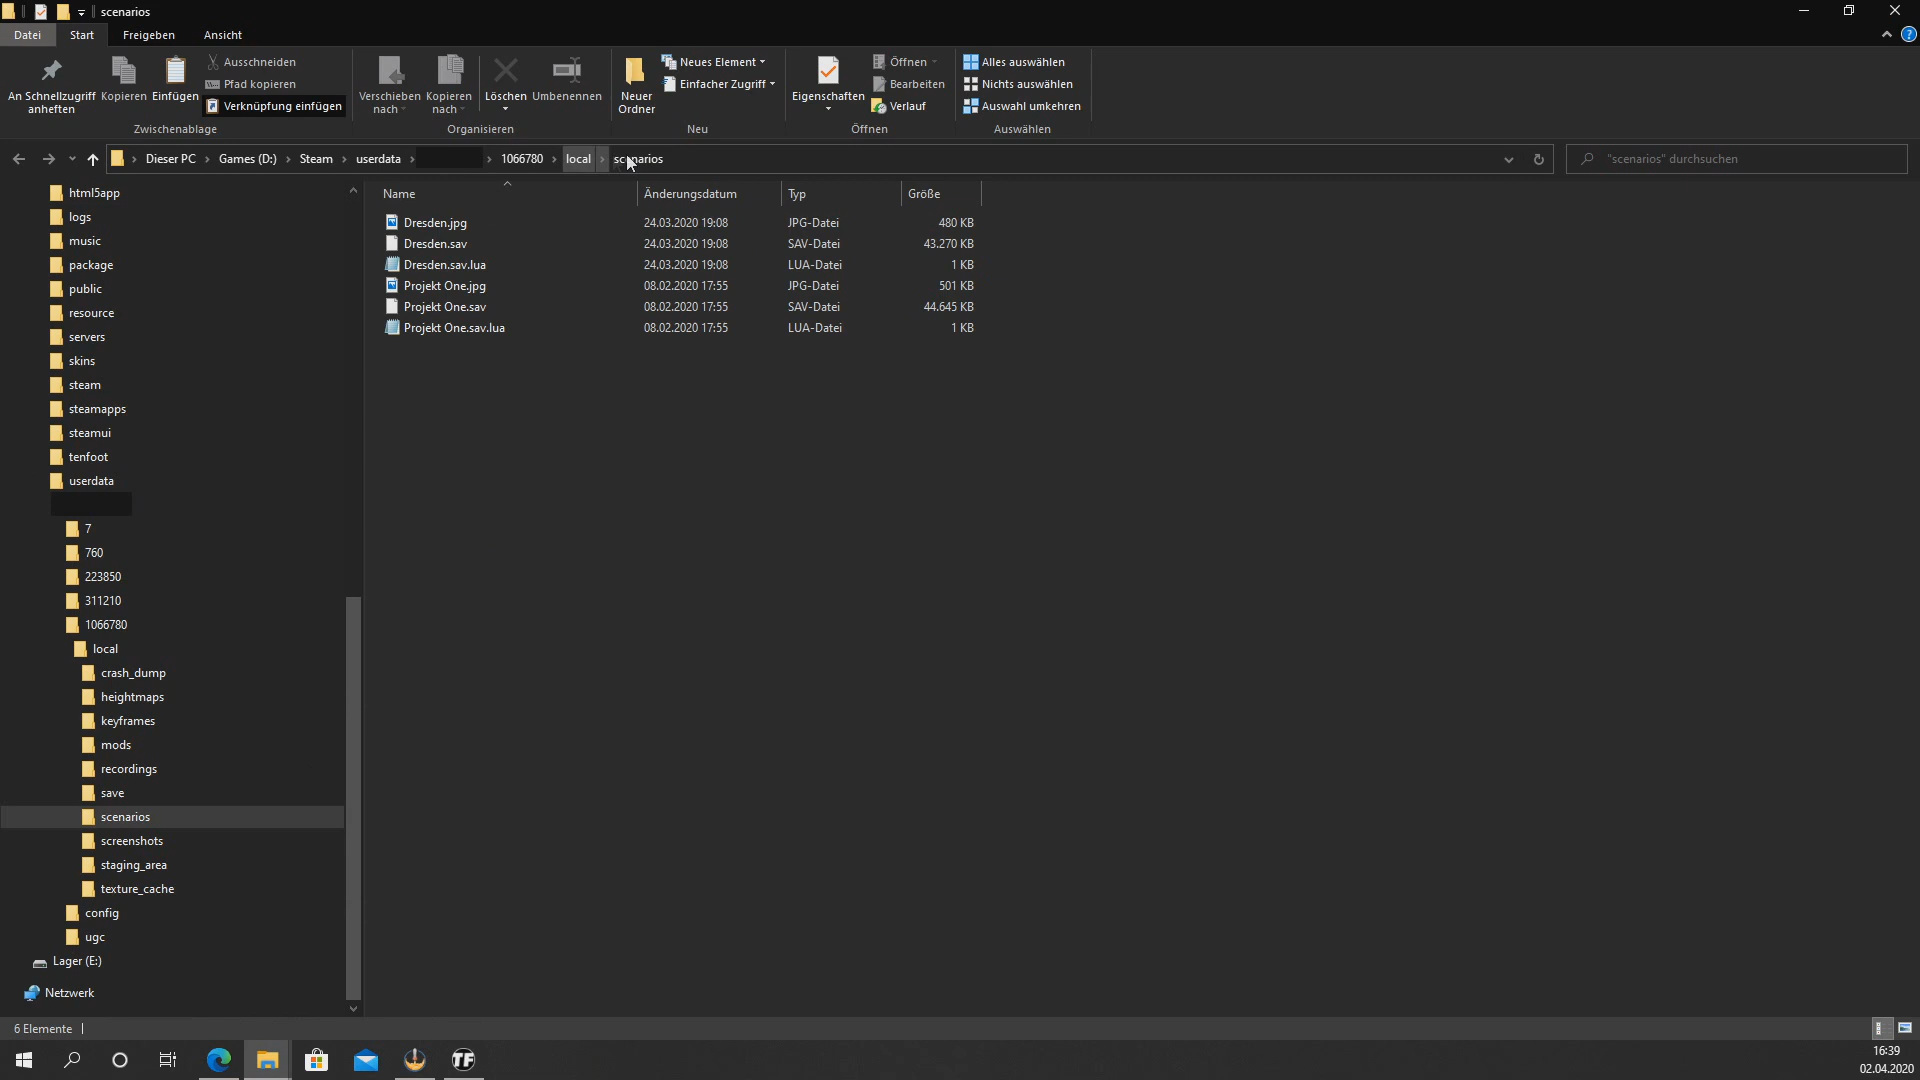 scenarios
Datei Start Freigeben Ansicht
An Schnellzugriff anheften
Kopieren
Einfügen
Ausschneiden
Pfad kopieren
Verknüpfung einfügen
Zwischenablage
Verschieben nach
Kopieren nach
Löschen
Umbenennen
Organisieren
Neuer Ordner
Neues Element
Einfacher Zugriff
Neu
Eigenschaften
Öffnen
Bearbeiten
Verlauf
Öffnen
Alles auswählen
Nichts auswählen
Auswahl umkehren
Auswählen
Dieser PC Games (D:) Steam userdata 1066780 local scenarios
"scenarios" durchsuchen
html5app
logs
music
package
public
resource
servers
skins
steam
steamapps
steamui
tenfoot
userdata
7
760
223850
311210
1066780
local
crash_dump
heightmaps
keyframes
mods
recordings
save
scenarios
screenshots
staging_area
texture_cache
config
ugc
Lager (E:)
Netzwerk
Name Änderungsdatum Typ Größe
Dresden.jpg 24.03.2020 19:08 JPG-Datei 480 KB
Dresden.sav 24.03.2020 19:08 SAV-Datei 43.270 KB
Dresden.sav.lua 24.03.2020 19:08 LUA-Datei 1 KB
Projekt One.jpg 08.02.2020 17:55 JPG-Datei 501 KB
Projekt One.sav 08.02.2020 17:55 SAV-Datei 44.645 KB
Projekt One.sav.lua 08.02.2020 17:55 LUA-Datei 1 KB
6 Elemente
TF
16:39
02.04.2020